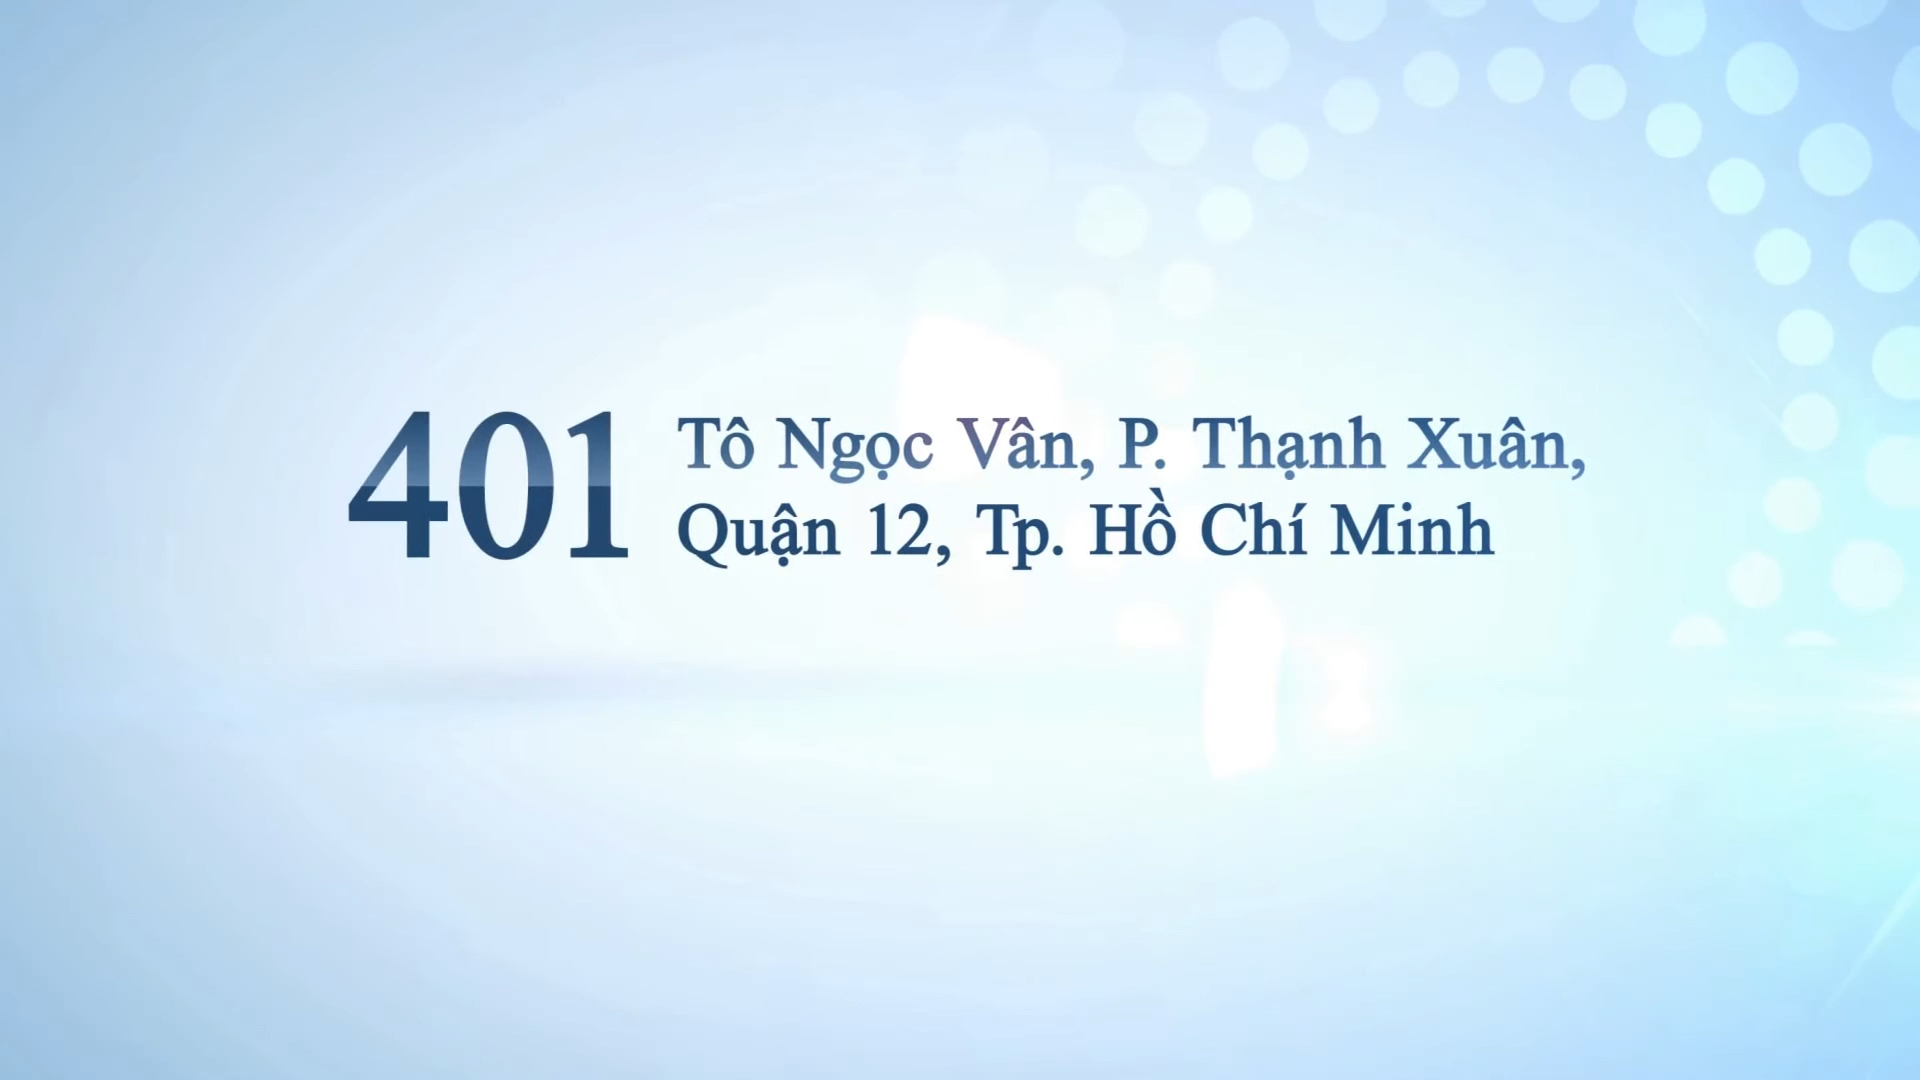 401 Tô Ngọc Vân, P. Thạnh Xuân,
Quận 12, Tp. Hồ Chí Minh